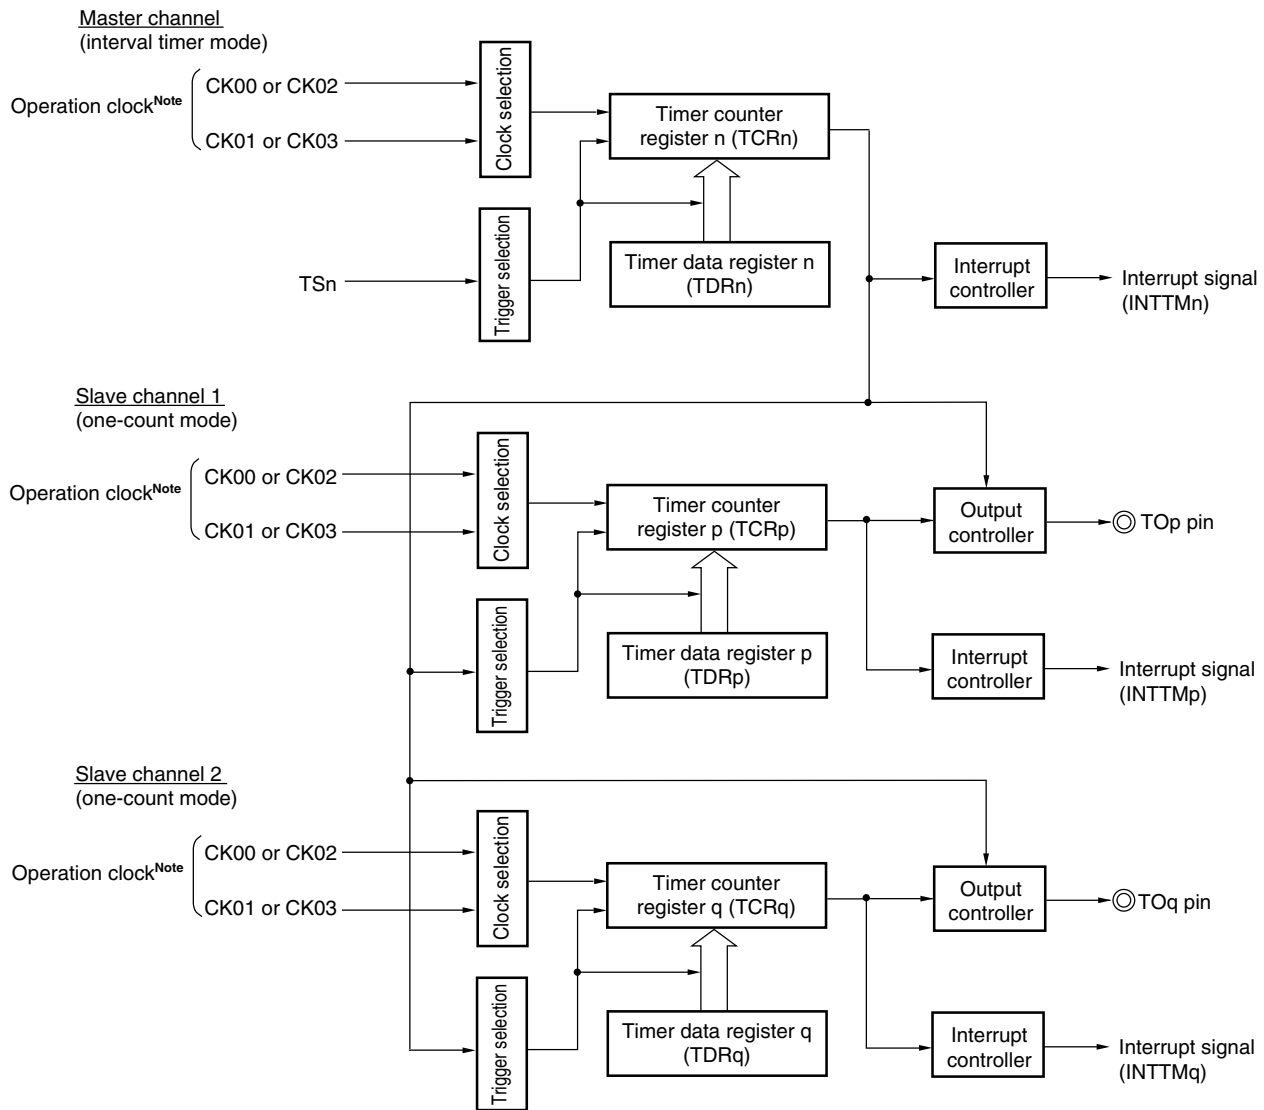 Master channel
(interval timer mode)
Operation clockNote
CK00 or CK02
CK01 or CK03
Clock selection
Timer counter
register n (TCRn)
TSn
Trigger selection
Timer data register n
(TDRn)
Interrupt
controller
Interrupt signal
(INTTMn)
Slave channel 1
(one-count mode)
Operation clockNote
CK00 or CK02
CK01 or CK03
Clock selection
Timer counter
register p (TCRp)
Output
controller
TOp pin
Trigger selection
Timer data register p
(TDRp)
Interrupt
controller
Interrupt signal
(INTTMp)
Slave channel 2
(one-count mode)
Operation clockNote
CK00 or CK02
CK01 or CK03
Clock selection
Timer counter
register q (TCRq)
Output
controller
TOq pin
Trigger selection
Timer data register q
(TDRq)
Interrupt
controller
Interrupt signal
(INTTMq)